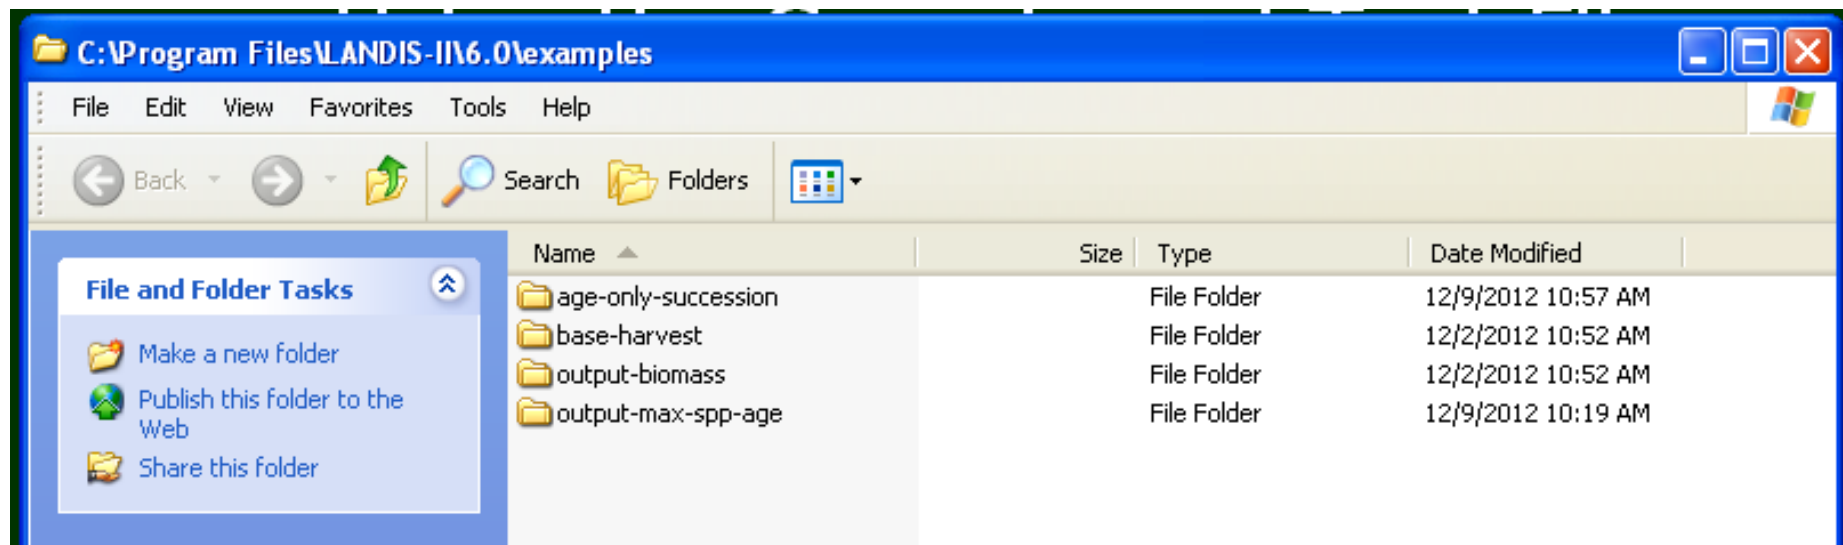 C:\Program Files\LANDIS-II\6.0\examples
File Edit View Favorites Tools Help
Back Search Folders
Name Size Type Date Modified
File and Folder Tasks
Make a new folder
Publish this folder to the
Web
Share this folder
age-only-succession File Folder 12/9/2012 10:57 AM
base-harvest File Folder 12/2/2012 10:52 AM
output-biomass File Folder 12/2/2012 10:52 AM
output-max-spp-age File Folder 12/9/2012 10:19 AM